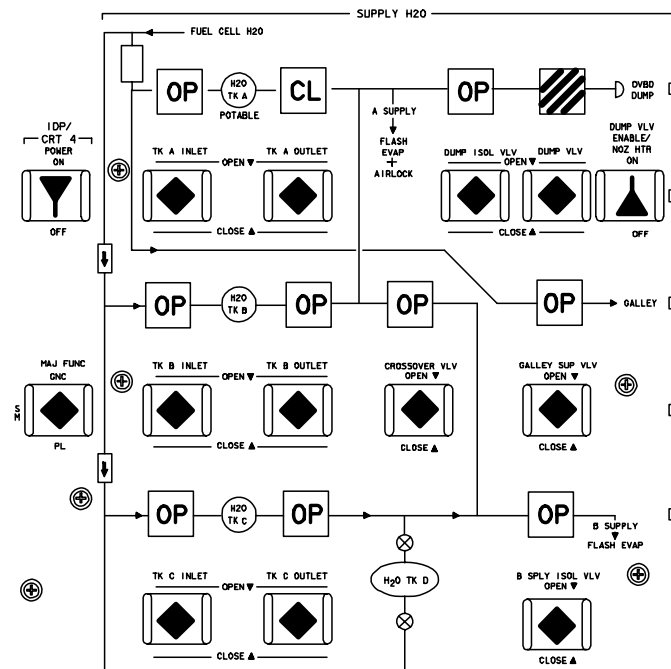 SUPPLY H2O
FUEL CELL H2O
OP
H2O
TK A
POTABLE
CL
A SUPPLY
FLASH
EVAP
+
AIRLOCK
OP
OVBD
DUMP
IDP/
CRT 4
POWER
ON
OFF
TK A INLET
OPEN ▼
TK A OUTLET
CLOSE ▲
DUMP ISOL VLV
OPEN ▼
DUMP VLV
CLOSE ▲
DUMP VLV
ENABLE/
NOZ HTR
ON
OFF
OP
H2O
TK B
OP
OP
OP
GALLEY
MAJ FUNC
GNC
SM
PL
TK B INLET
OPEN ▼
TK B OUTLET
CLOSE ▲
CROSSOVER VLV
OPEN ▼
CLOSE ▲
GALLEY SUP VLV
OPEN ▼
CLOSE ▲
OP
H2O
TK C
OP
OP
B SUPPLY
FLASH EVAP
H₂O TK D
TK C INLET
OPEN ▼
TK C OUTLET
CLOSE ▲
B SPLY ISOL VLV
OPEN ▼
CLOSE ▲